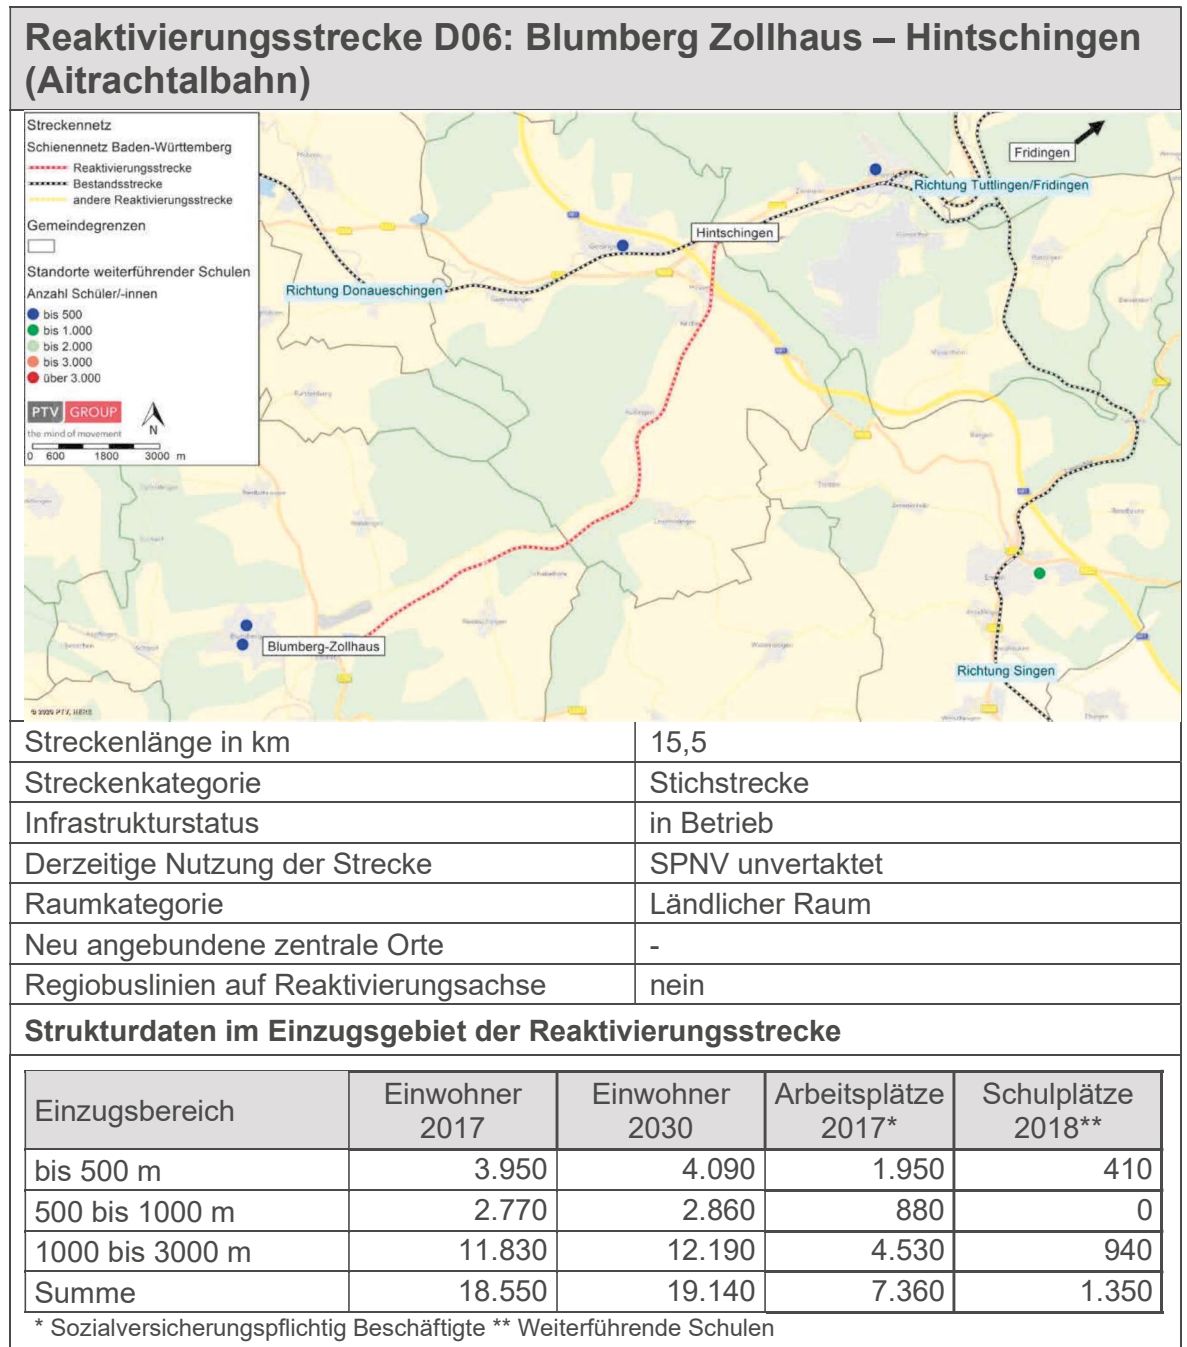 Reaktivierungsstrecke D06: Blumberg Zollhaus – Hintschingen
(Aitrachtalbahn)
Streckennetz
Schienennetz Baden-Württemberg
Reaktivierungsstrecke
Bestandsstrecke
andere Reaktivierungsstrecke
Gemeindegrenzen
Standorte weiterführender Schulen
Anzahl Schüler/-innen
bis 500
bis 1.000
bis 2.000
bis 3.000
über 3.000
PTV GROUP
the mind of movement
N
0 600 1800 3000 m
Fridingen
Richtung Tuttlingen/Fridingen
Hintschingen
Richtung Donaueschingen
Blumberg-Zollhaus
Richtung Singen
© 2020 PTV, HERE
Streckenlänge in km 15,5
Streckenkategorie Stichstrecke
Infrastrukturstatus in Betrieb
Derzeitige Nutzung der Strecke SPNV unvertaktet
Raumkategorie Ländlicher Raum
Neu angebundene zentrale Orte -
Regiobuslinien auf Reaktivierungsachse nein
Strukturdaten im Einzugsgebiet der Reaktivierungsstrecke
Einzugsbereich Einwohner 2017 Einwohner 2030 Arbeitsplätze 2017* Schulplätze 2018**
bis 500 m 3.950 4.090 1.950 410
500 bis 1000 m 2.770 2.860 880 0
1000 bis 3000 m 11.830 12.190 4.530 940
Summe 18.550 19.140 7.360 1.350
* Sozialversicherungspflichtig Beschäftigte ** Weiterführende Schulen